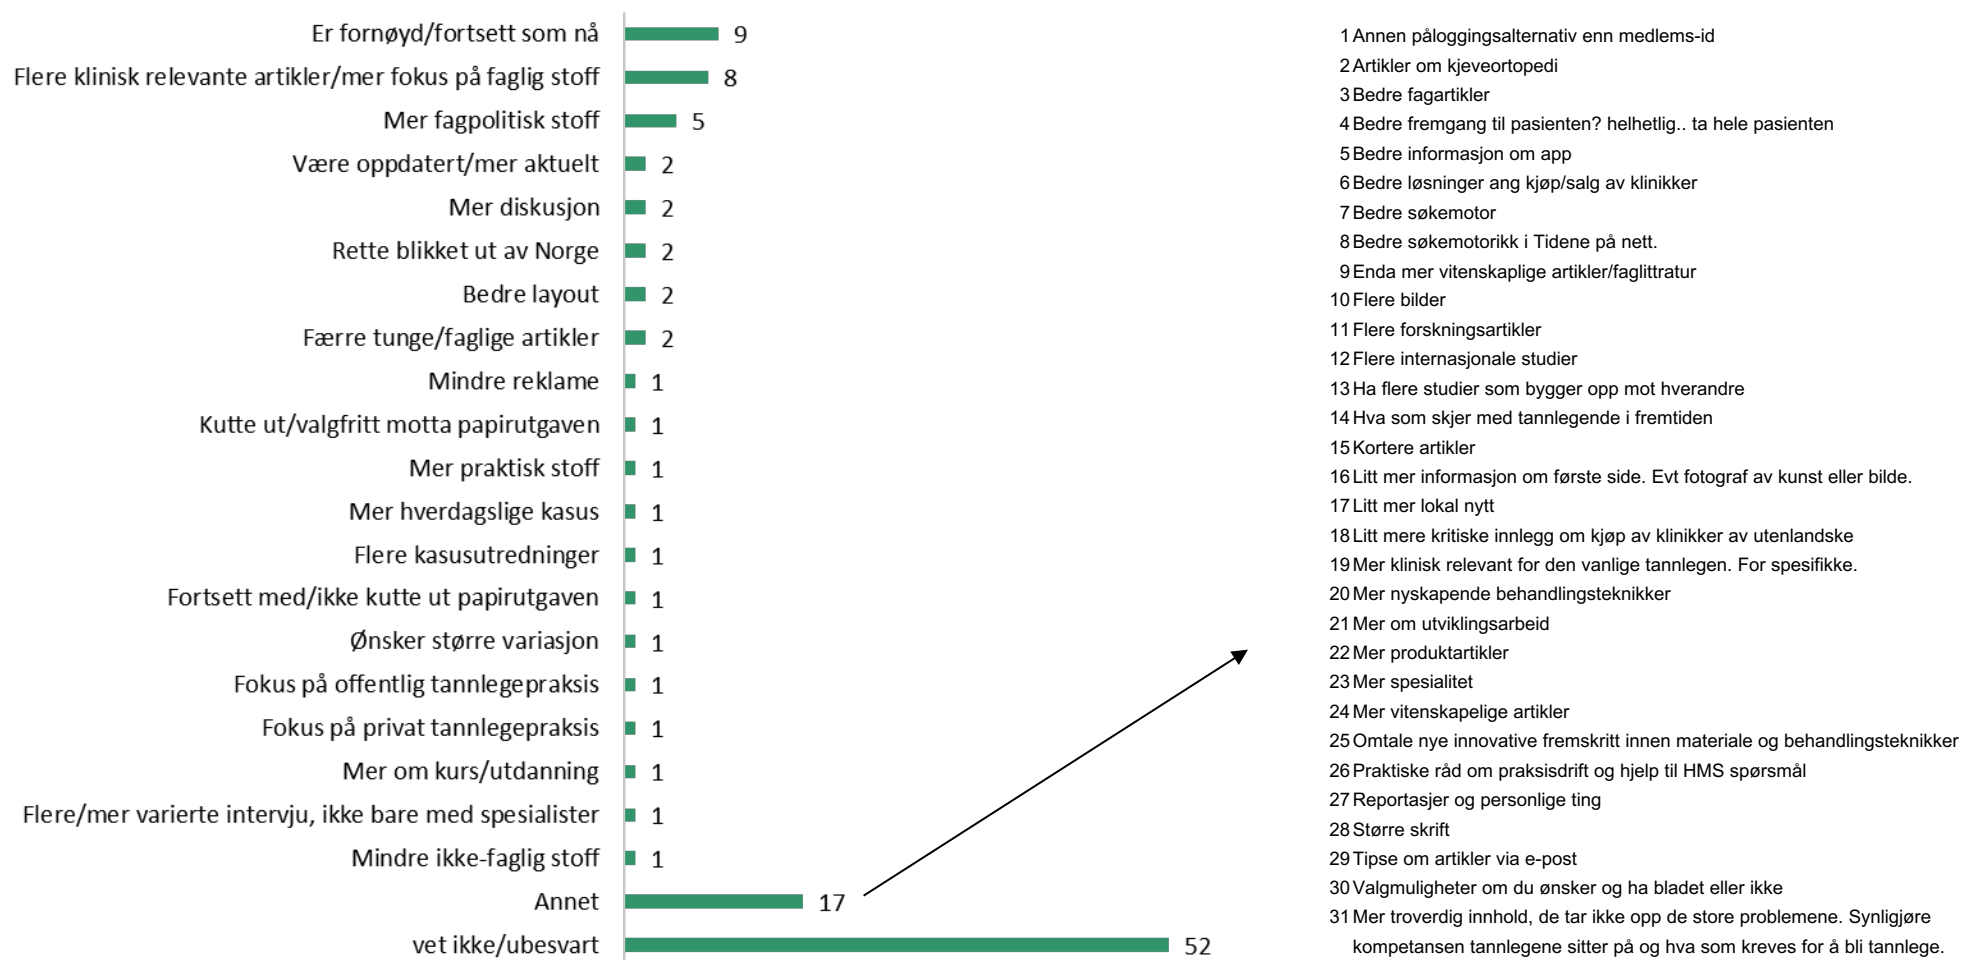 Er fornøyd/fortsett som nå 9
Flere klinisk relevante artikler/mer fokus på faglig stoff 8
Mer fagpolitisk stoff 5
Være oppdatert/mer aktuelt 2
Mer diskusjon 2
Rette blikket ut av Norge 2
Bedre layout 2
Færre tunge/faglige artikler 2
Mindre reklame 1
Kutte ut/valgfritt motta papirutgaven 1
Mer praktisk stoff 1
Mer hverdagslige kasus 1
Flere kasusutredninger 1
Fortsett med/ikke kutte ut papirutgaven 1
Ønsker større variasjon 1
Fokus på offentlig tannlegepraksis 1
Fokus på privat tannlegepraksis 1
Mer om kurs/utdanning 1
Flere/mer varierte intervju, ikke bare med spesialister 1
Mindre ikke-faglig stoff 1
Annet 17
vet ikke/ubesvart 52
1 Annen påloggingsalternativ enn medlems-id
2 Artikler om kjeveortopedi
3 Bedre fagartikler
4 Bedre fremgang til pasienten? helhetlig.. ta hele pasienten
5 Bedre informasjon om app
6 Bedre løsninger ang kjøp/salg av klinikker
7 Bedre søkemotor
8 Bedre søkemotorikk i Tidene på nett.
9 Enda mer vitenskaplige artikler/faglittratur
10 Flere bilder
11 Flere forskningsartikler
12 Flere internasjonale studier
13 Ha flere studier som bygger opp mot hverandre
14 Hva som skjer med tannlegende i fremtiden
15 Kortere artikler
16 Litt mer informasjon om første side. Evt fotograf av kunst eller bilde.
17 Litt mer lokal nytt
18 Litt mere kritiske innlegg om kjøp av klinikker av utenlandske
19 Mer klinisk relevant for den vanlige tannlegen. For spesifikke.
20 Mer nyskapende behandlingsteknikker
21 Mer om utviklingsarbeid
22 Mer produktartikler
23 Mer spesialitet
24 Mer vitenskapelige artikler
25 Omtale nye innovative fremskritt innen materiale og behandlingsteknikker
26 Praktiske råd om praksisdrift og hjelp til HMS spørsmål
27 Reportasjer og personlige ting
28 Større skrift
29 Tipse om artikler via e-post
30 Valgmuligheter om du ønsker og ha bladet eller ikke
31 Mer troverdig innhold, de tar ikke opp de store problemene. Synligjøre
kompetansen tannlegene sitter på og hva som kreves for å bli tannlege.